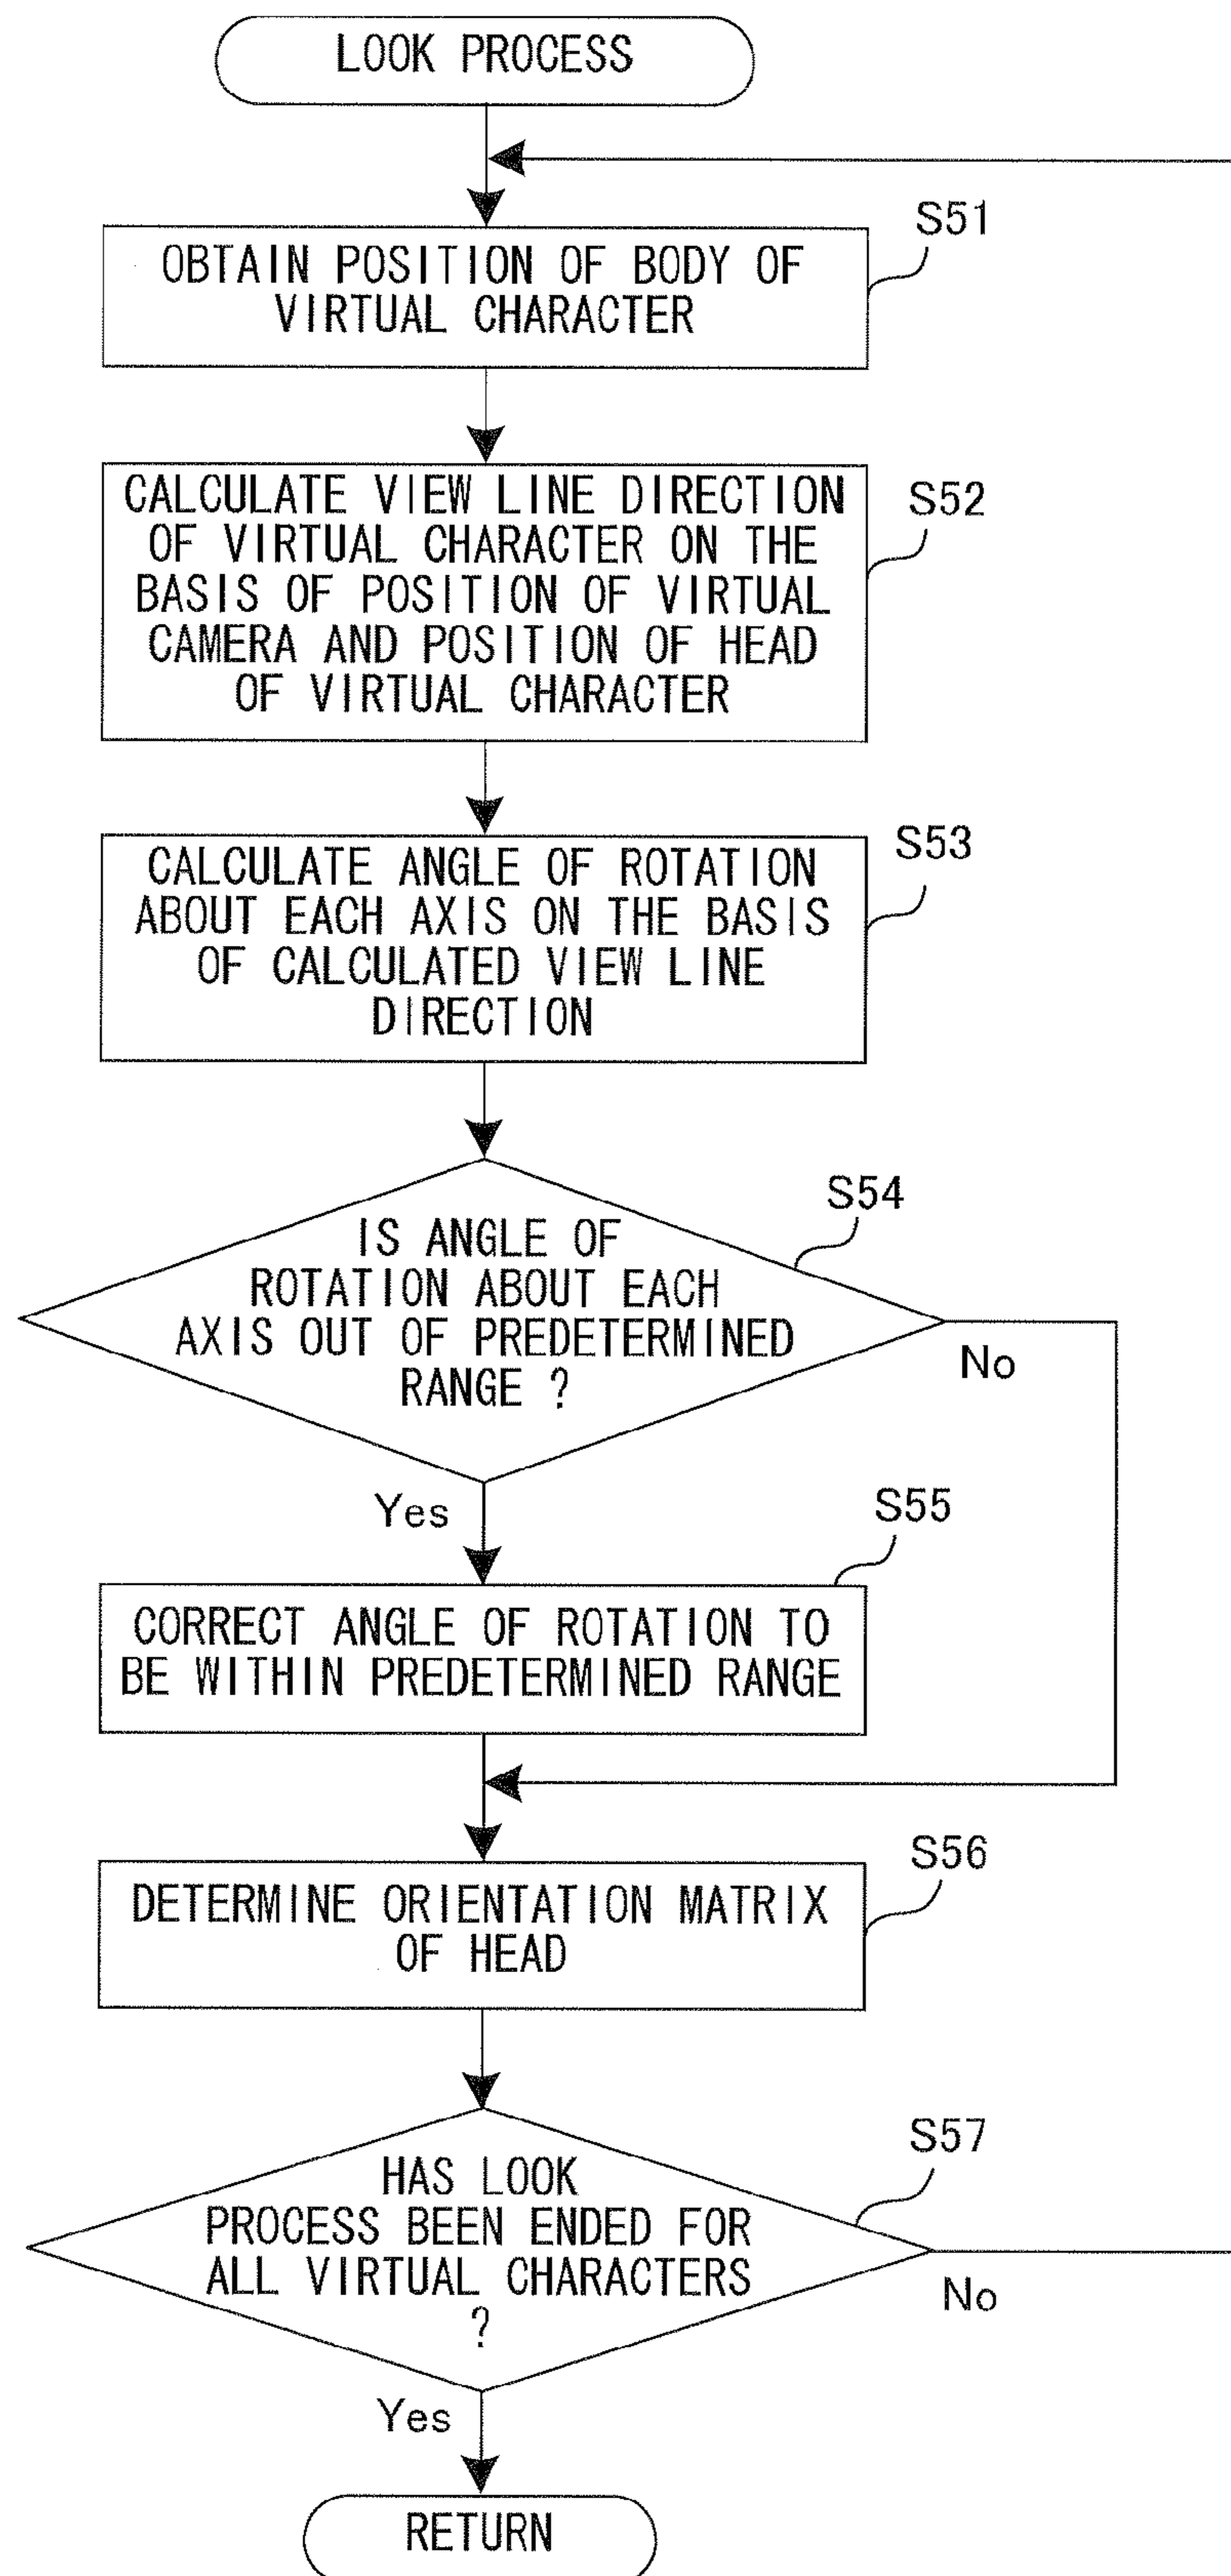 LOOK PROCESS
S51
OBTAIN POSITION OF BODY OF
VIRTUAL CHARACTER
S52
CALCULATE VIEW LINE DIRECTION
OF VIRTUAL CHARACTER ON THE
BASIS OF POSITION OF VIRTUAL
CAMERA AND POSITION OF HEAD
OF VIRTUAL CHARACTER
S53
CALCULATE ANGLE OF ROTATION
ABOUT EACH AXIS ON THE BASIS
OF CALCULATED VIEW LINE
DIRECTION
S54
IS ANGLE OF
ROTATION ABOUT EACH
AXIS OUT OF PREDETERMINED
RANGE ?
No
Yes
S55
CORRECT ANGLE OF ROTATION TO
BE WITHIN PREDETERMINED RANGE
S56
DETERMINE ORIENTATION MATRIX
OF HEAD
S57
HAS LOOK
PROCESS BEEN ENDED FOR
ALL VIRTUAL CHARACTERS
?
No
Yes
RETURN